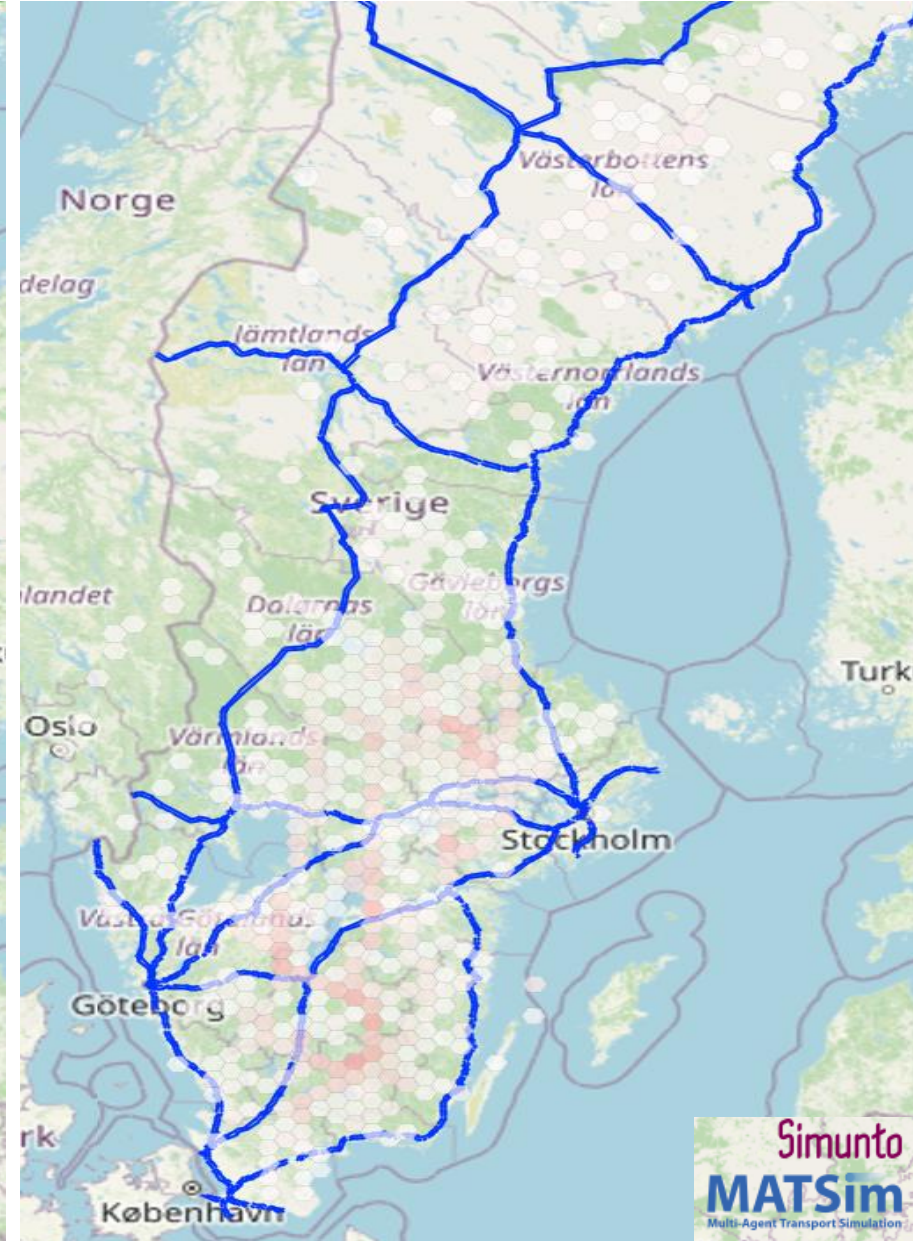 Västerbottens
län
Norge
delag
Jämtlands
län
Västernorrlands
län
Sverige
landet
Gävleborgs
län
Dalarnas
län
Turk
Oslo
Värmlands
län
Stockholm
Västra Götalands
län
Göteborg
rk
København
Simunto
MATSim
Multi-Agent Transport Simulation